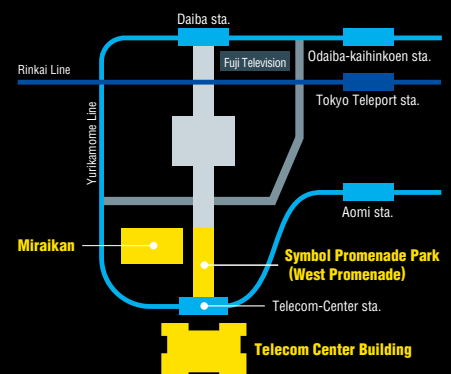 Daiba sta.
Fuji Television
Odaiba-kaihinkoen sta.
Rinkai Line
Tokyo Teleport sta.
Yurikamome Line
Aomi sta.
Miraikan
Symbol Promenade Park
(West Promenade)
Telecom-Center sta.
Telecom Center Building